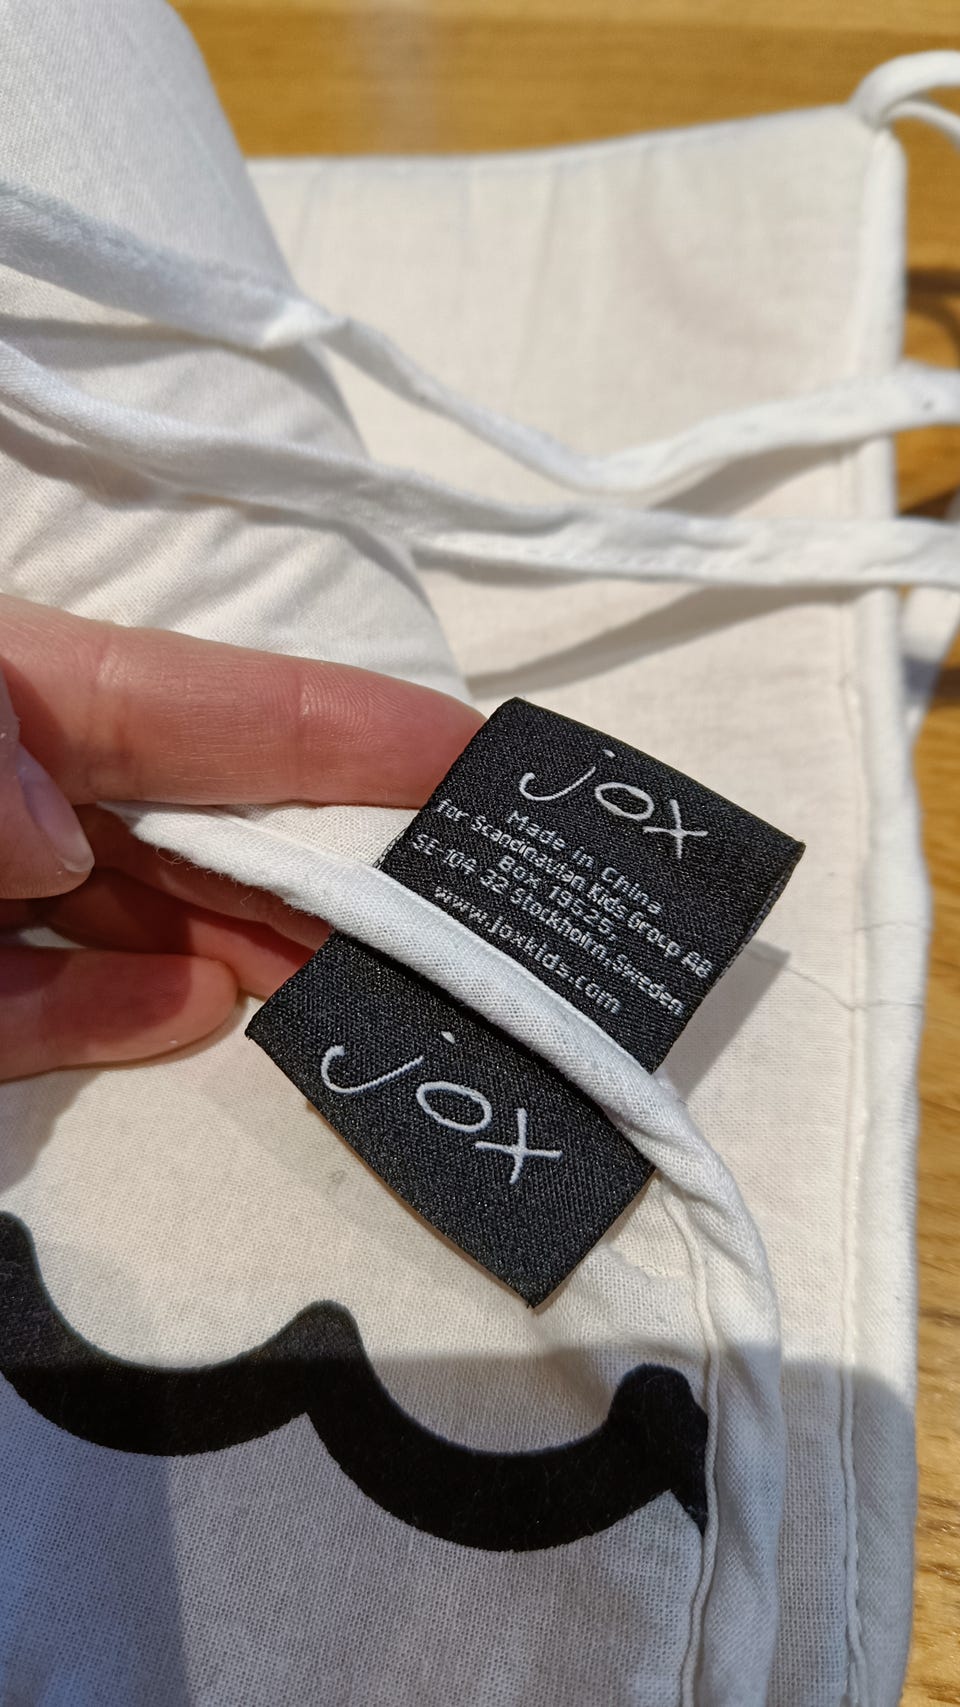 jox
Made in China
for Scandinavian Kids Group AB
BOX 19525,
SE-104 32 Stockholm, Sweden
www.joxkids.com
jox